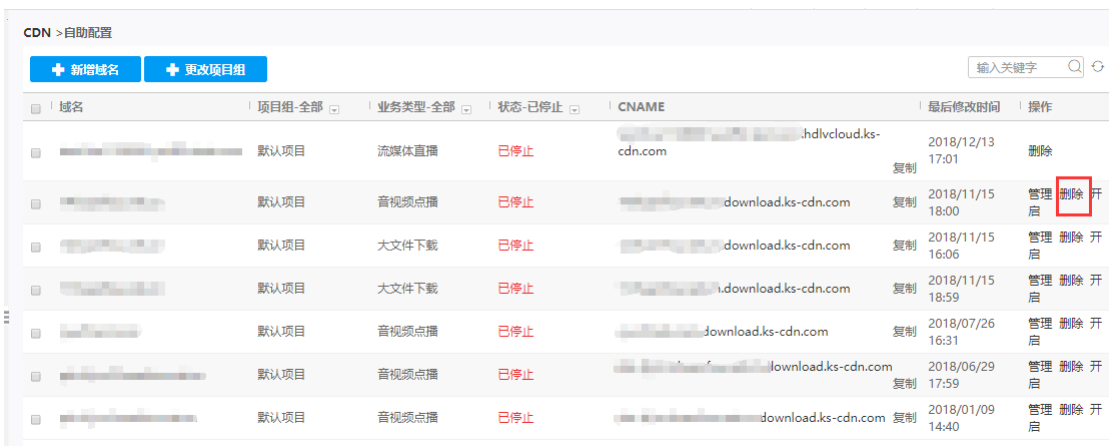 CDN >自助配置
新增域名 更改项目组 输入关键字
域名 项目组-全部 业务类型-全部 状态-已停止 CNAME 最后修改时间 操作
默认项目 流媒体直播 已停止 .hdlvcloud.ks-cdn.com 复制 2018/12/13 17:01 删除
默认项目 音视频点播 已停止 download.ks-cdn.com 复制 2018/11/15 18:00 管理 删除 开启
默认项目 大文件下载 已停止 download.ks-cdn.com 复制 2018/11/15 16:06 管理 删除 开启
默认项目 大文件下载 已停止 .download.ks-cdn.com 复制 2018/11/15 18:59 管理 删除 开启
默认项目 音视频点播 已停止 download.ks-cdn.com 复制 2018/07/26 16:31 管理 删除 开启
默认项目 音视频点播 已停止 download.ks-cdn.com 复制 2018/06/29 17:59 管理 删除 开启
默认项目 音视频点播 已停止 download.ks-cdn.com 复制 2018/01/09 14:40 管理 删除 开启